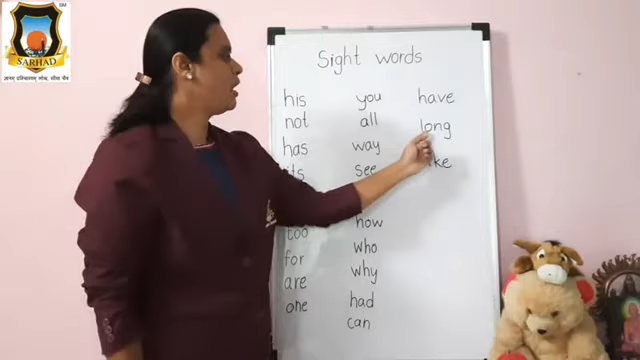 SARHAD
Sight words
his
not
has
its
too
for
are
one
you
all
way
see
how
who
why
had
can
have
long